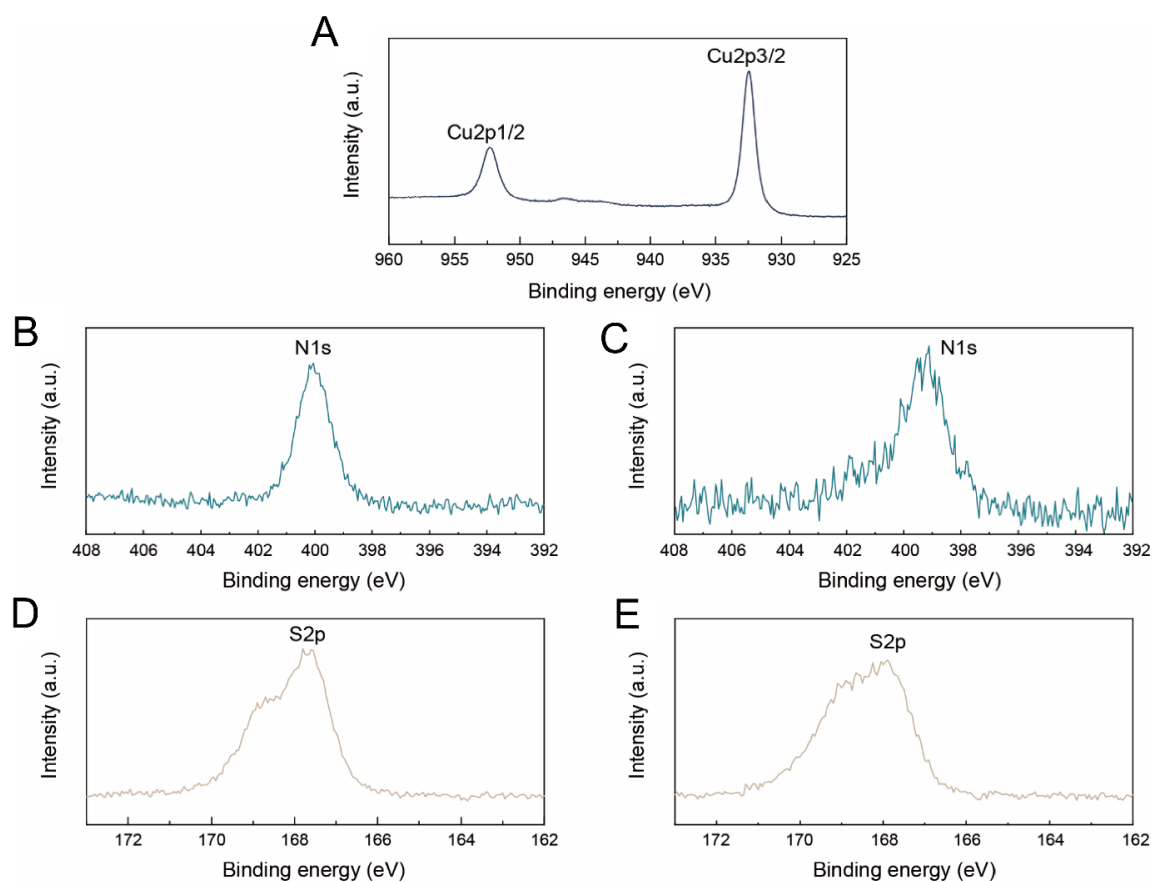 A
Cu2p3/2
Cu2p1/2
Intensity (a.u.)
960 955 950 945 940 935 930 925
Binding energy (eV)
B
N1s
Intensity (a.u.)
408 406 404 402 400 398 396 394 392
Binding energy (eV)
C
N1s
Intensity (a.u.)
408 406 404 402 400 398 396 394 392
Binding energy (eV)
D
S2p
Intensity (a.u.)
172 170 168 166 164 162
Binding energy (eV)
E
S2p
Intensity (a.u.)
172 170 168 166 164 162
Binding energy (eV)